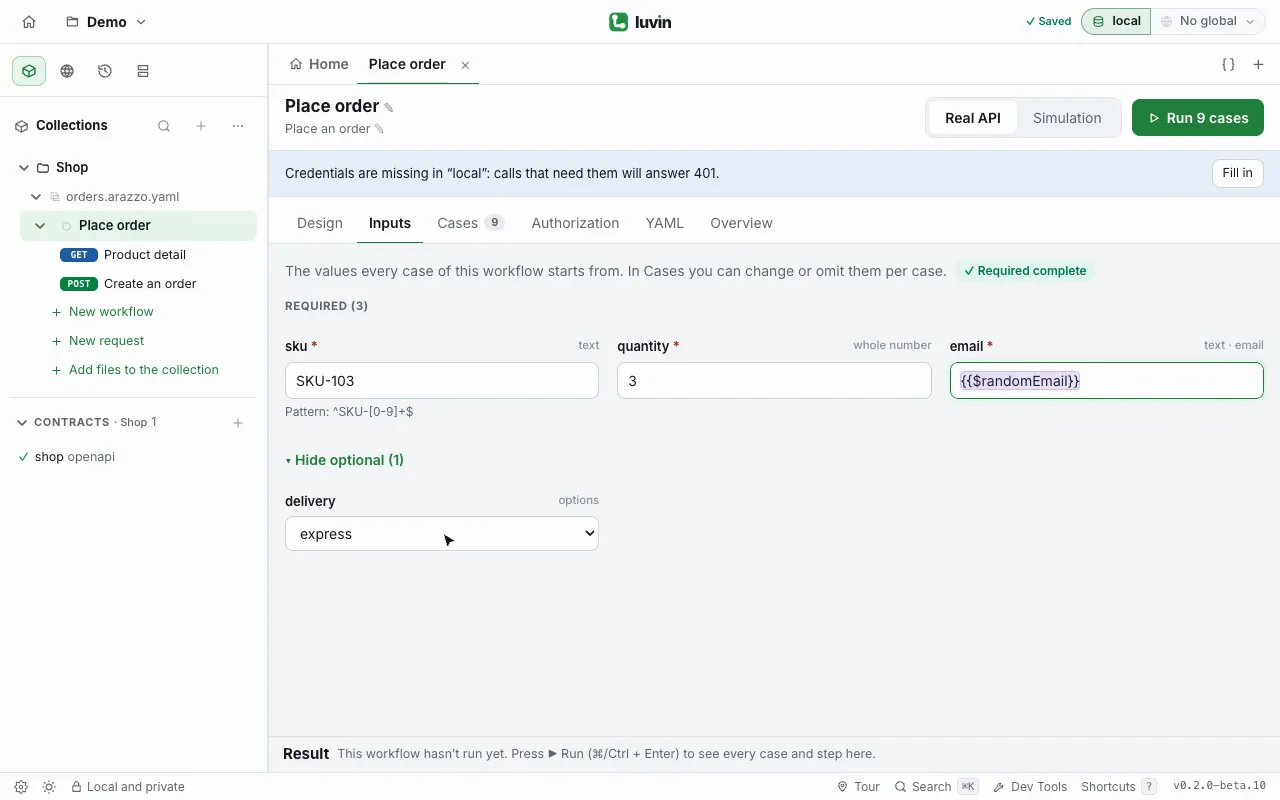 Demo
luvin
Saved
local
No global
Home
Place order
{}
Collections
Shop
orders.arazzo.yaml
Place order
GET Product detail
POST Create an order
New workflow
New request
Add files to the collection
CONTRACTS · Shop 1
shop openapi
Place order
Place an order
Real API
Simulation
Run 9 cases
Credentials are missing in “local”: calls that need them will answer 401.
Fill in
Design
Inputs
Cases 9
Authorization
YAML
Overview
The values every case of this workflow starts from. In Cases you can change or omit them per case.
Required complete
REQUIRED (3)
sku * text
quantity * whole number
email * text · email
SKU-103
3
{{$randomEmail}}
Pattern: ^SKU-[0-9]+$
Hide optional (1)
delivery options
express
Result This workflow hasn’t run yet. Press ▶ Run (⌘/Ctrl + Enter) to see every case and step here.
Local and private
Tour
Search ⌘K
Dev Tools
Shortcuts ?
v0.2.0-beta.10